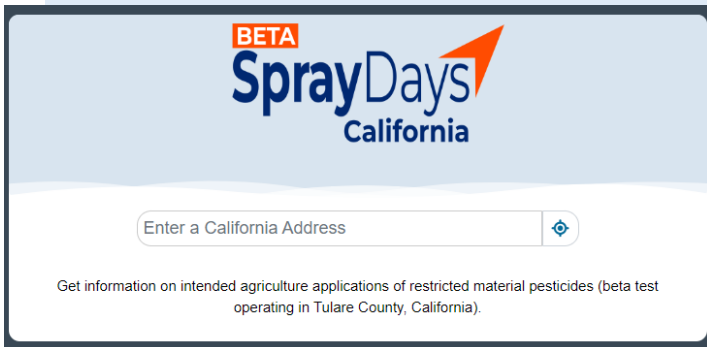 BETA
SprayDays
California
Enter a California Address
Get information on intended agriculture applications of restricted material pesticides (beta test
operating in Tulare County, California).